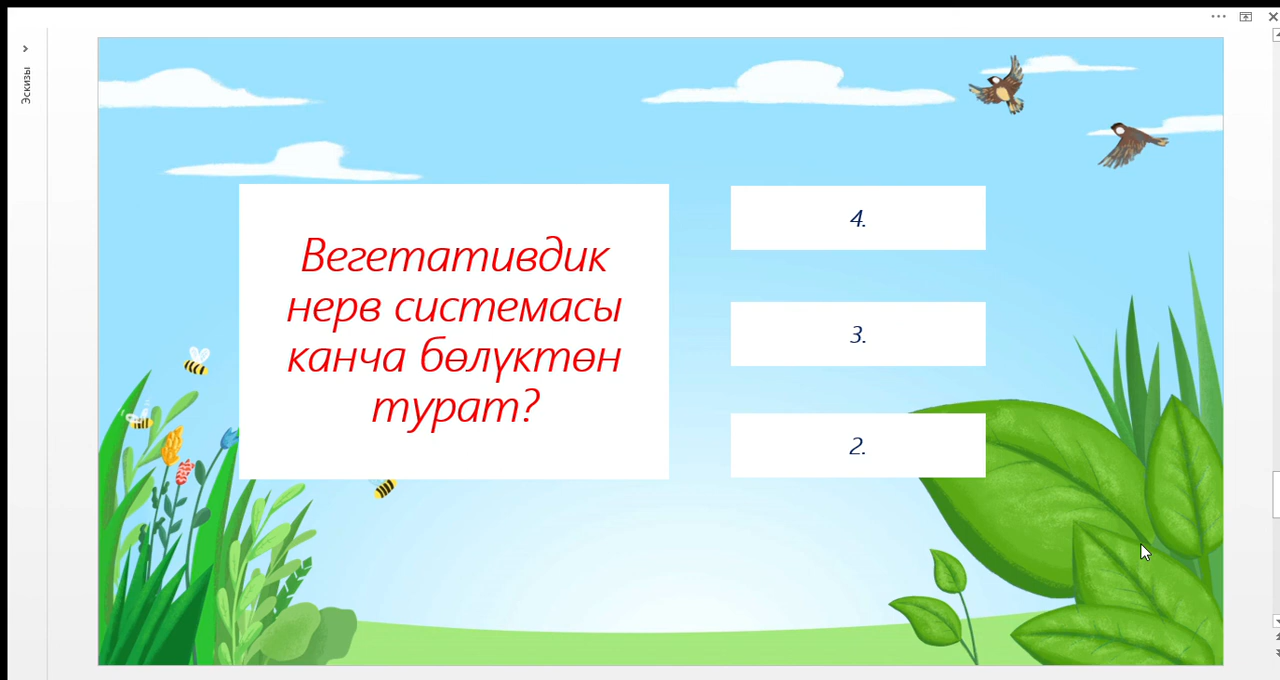 Эскизы
Вегетативдик
нерв системасы
канча бөлүктөн
турат?
4.
3.
2.